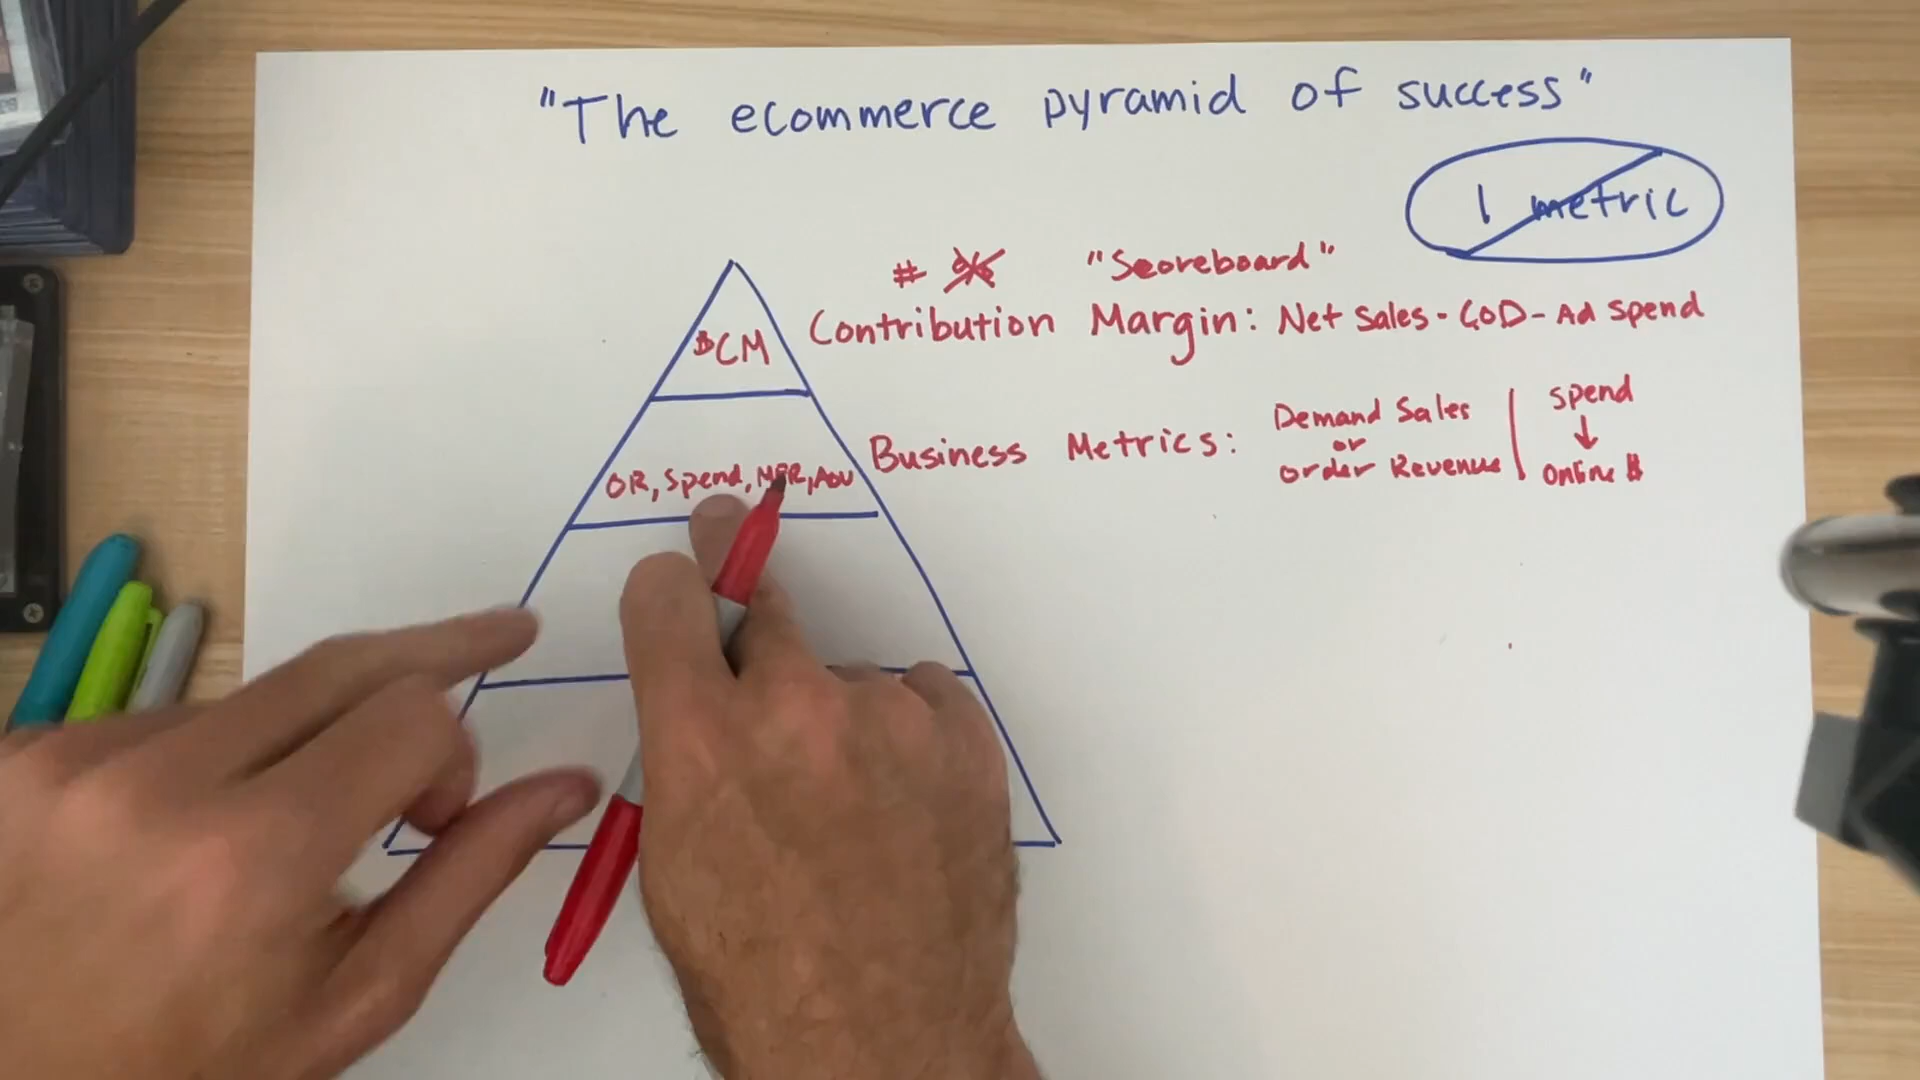 "The ecommerce pyramid of success"
1 metric
# % "Scoreboard"
$CM
Contribution Margin: Net Sales - COD - Ad Spend
Business Metrics:
Demand Sales
or
order Revenue
Spend
↓
Online $
OR, Spend, MER, AOV